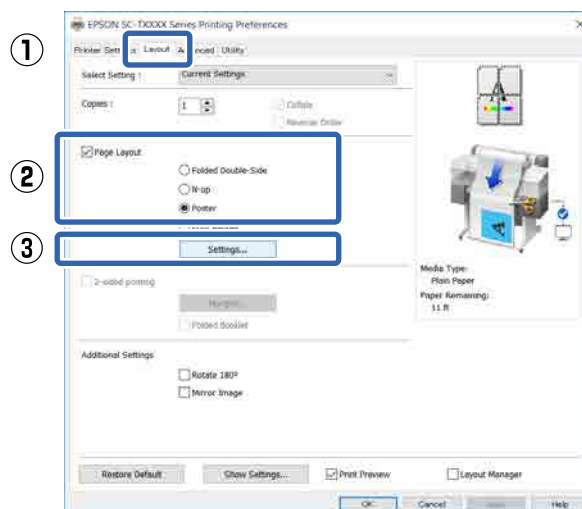 EPSON SC-TXXXX Series Printing Preferences
①
Layout Utility
Select Setting : Current Settings
Copies : 1 Collate
Reverse Order
②
Page Layout
Folded Double-Side
N-up
Poster
③
Settings...
2-sided printing
Margins...
Folded Booklet
Media Type:
Plain Paper
Paper Remaining:
11 ft
Additional Settings
Rotate 180°
Mirror Image
Restore Default Show Settings... Print Preview Layout Manager
OK Cancel Help